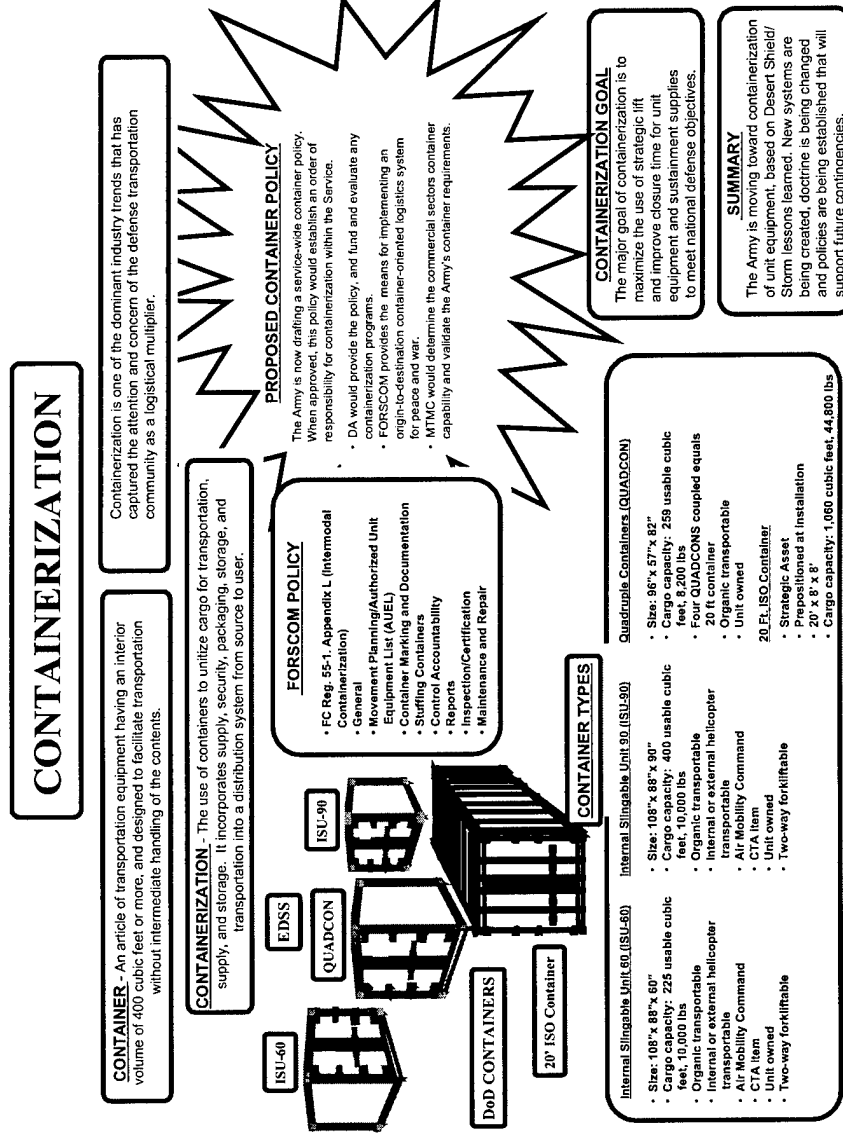 CONTAINERIZATION
CONTAINER - An article of transportation equipment having an interior
volume of 400 cubic feet or more, and designed to facilitate transportation
without intermediate handling of the contents.
Containerization is one of the dominant industry trends that has
captured the attention and concern of the defense transportation
community as a logistical multiplier.
CONTAINERIZATION - The use of containers to unitize cargo for transportation,
supply, and storage. It incorporates supply, security, packaging, storage, and
transportation into a distribution system from source to user.
PROPOSED CONTAINER POLICY
The Army is now drafting a service-wide container policy.
When approved, this policy would establish an order of
responsibility for containerization within the Service.
• DA would provide the policy, and fund and evaluate any
containerization programs.
• FORSCOM provides the means for implementing an
origin-to-destination container-oriented logistics system
for peace and war.
• MTMC would determine the commercial sectors container
capability and validate the Army's container requirements.
ISU-60
EDSS
QUADCON
ISU-90
DoD CONTAINERS
20' ISO Container
FORSCOM POLICY
• FC Reg. 55-1. Appendix L (Intermodal
Containerization)
• General
• Movement Planning/Authorized Unit
Equipment List (AUEL)
• Container Marking and Documentation
• Stuffing Containers
• Control Accountability
• Reports
• Inspection/Certification
• Maintenance and Repair
CONTAINER TYPES
Internal Slingable Unit 60 (ISU-60)
• Size: 108"x 88"x 60"
• Cargo capacity: 225 usable cubic
feet, 10,000 lbs
• Organic transportable
• Internal or external helicopter
transportable
• Air Mobility Command
• CTA Item
• Unit owned
• Two-way forkliftable
Internal Slingable Unit 90 (ISU-90)
• Size: 108"x 88"x 90"
• Cargo capacity: 400 usable cubic
feet, 10,000 lbs
• Organic transportable
• Internal or external helicopter
transportable
• Air Mobility Command
• CTA Item
• Unit owned
• Two-way forkliftable
Quadruple Containers (QUADCON)
• Size: 96"x 57"x 82"
• Cargo capacity: 259 usable cubic
feet, 8,200 lbs
• Four QUADCONS coupled equals
20 ft container
• Organic transportable
• Unit owned
20 Ft. ISO Container
• Strategic Asset
• Prepositioned at Installation
• 20' x 8' x 8'
• Cargo capacity: 1,060 cubic feet, 44,800 lbs
CONTAINERIZATION GOAL
The major goal of containerization is to
maximize the use of strategic lift
and improve closure time for unit
equipment and sustainment supplies
to meet national defense objectives.
SUMMARY
The Army is moving toward containerization
of unit equipment, based on Desert Shield/
Storm lessons learned. New systems are
being created, doctrine is being changed
and policies are being established that will
support future contingencies.